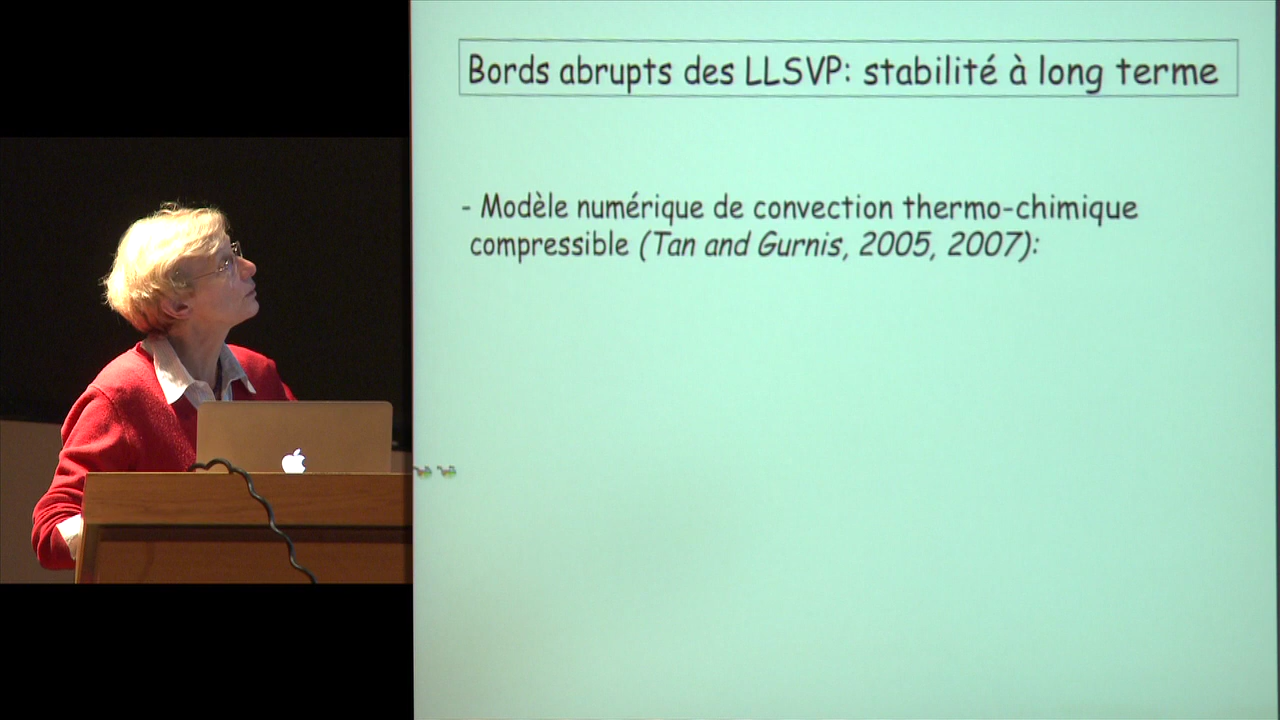 Bords abrupts des LLSVP: stabilité à long terme
- Modèle numérique de convection thermo-chimique
compressible (Tan and Gurnis, 2005, 2007):